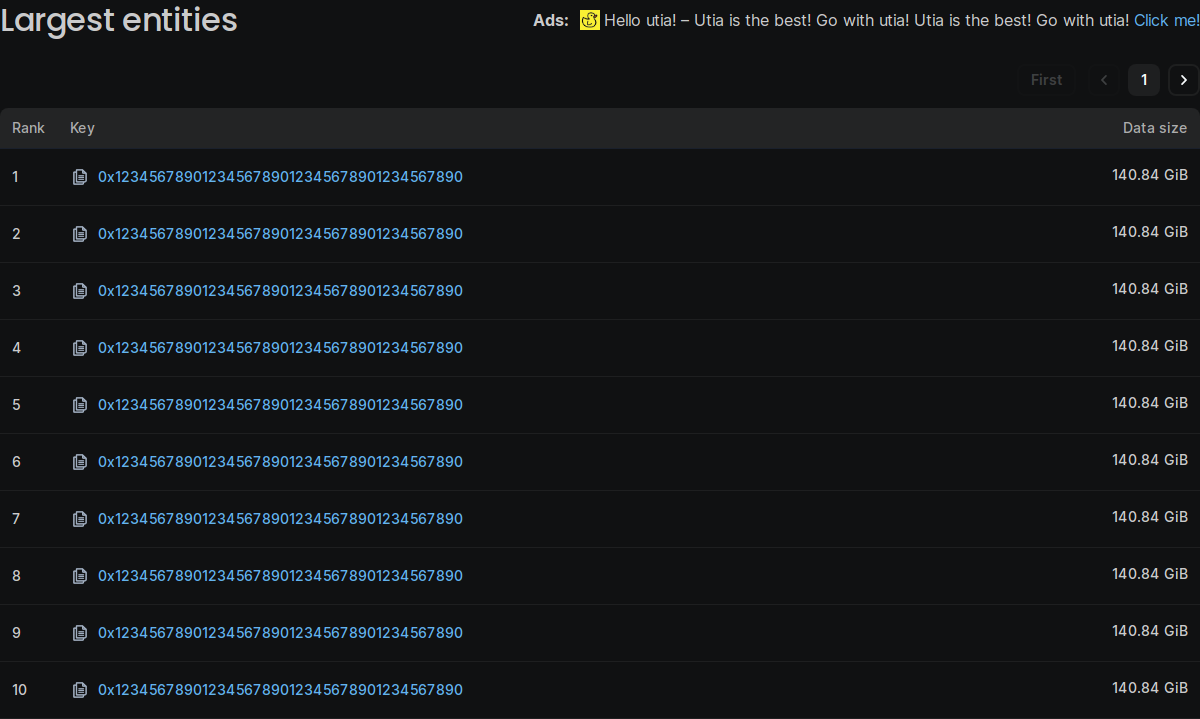 Largest entities
Ads: Hello utia! – Utia is the best! Go with utia! Utia is the best! Go with utia! Click me!
First 1
Rank Key Data size
1 0x1234567890123456789012345678901234567890 140.84 GiB
2 0x1234567890123456789012345678901234567890 140.84 GiB
3 0x1234567890123456789012345678901234567890 140.84 GiB
4 0x1234567890123456789012345678901234567890 140.84 GiB
5 0x1234567890123456789012345678901234567890 140.84 GiB
6 0x1234567890123456789012345678901234567890 140.84 GiB
7 0x1234567890123456789012345678901234567890 140.84 GiB
8 0x1234567890123456789012345678901234567890 140.84 GiB
9 0x1234567890123456789012345678901234567890 140.84 GiB
10 0x1234567890123456789012345678901234567890 140.84 GiB